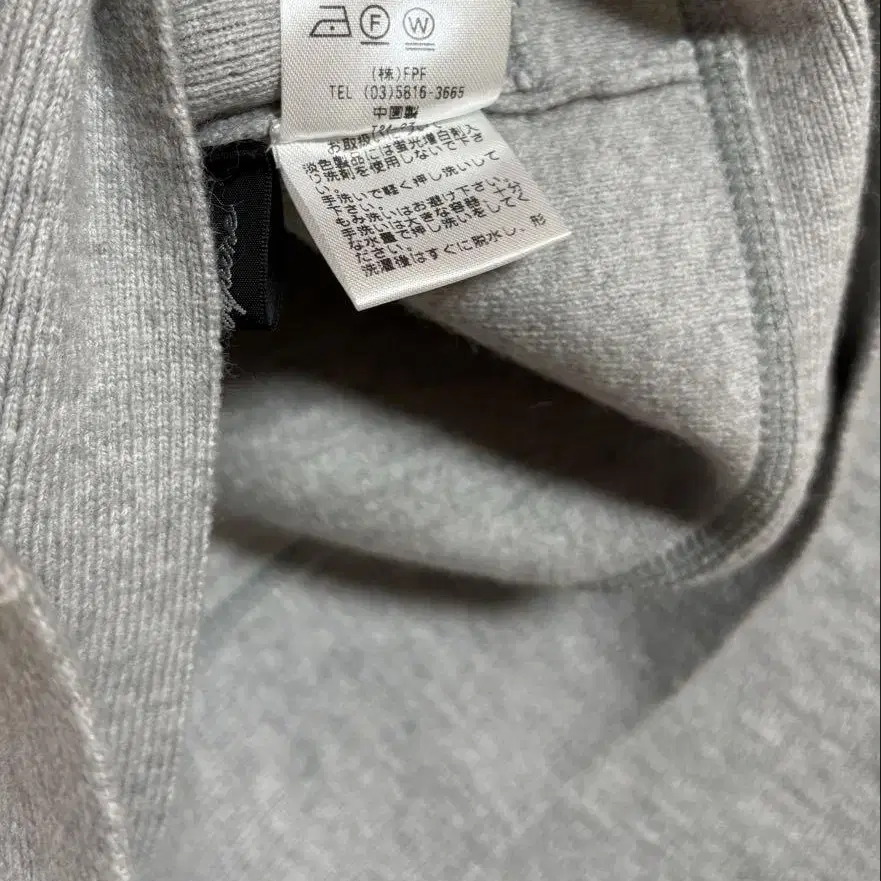 F W
(株)FPF
TEL (03)5816-3665
中国製
お取扱
淡色製品には蛍光増白剤入
り洗剤を使用しないで下さ
い。
手洗いで軽く押し洗いして
下さい。
もみ洗いはお避け下さい。
手洗いは大きな容器、十分
な水量で押し洗いをしてく
ださい。
洗濯後はすぐに脱水し、形